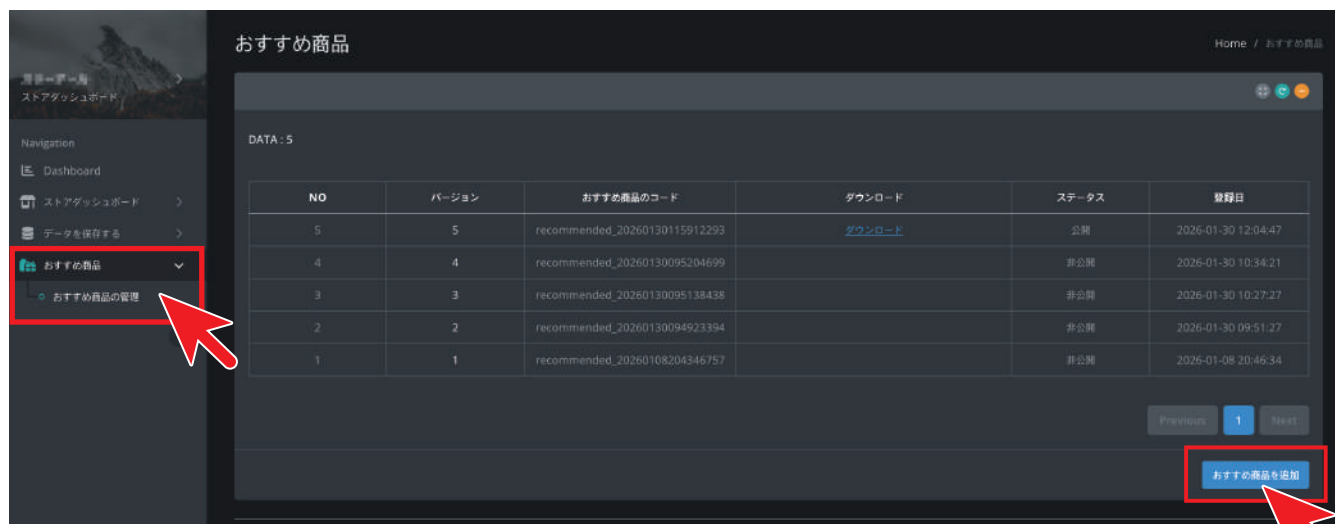 おすすめ商品
Home / おすすめ商品
ストアダッシュボード
Navigation
Dashboard
ストアダッシュボード
データを保存する
おすすめ商品
おすすめ商品の管理
DATA : 5
NO バージョン おすすめ商品のコード ダウンロード ステータス 登録日
5 5 recommended_20260130115912293 ダウンロード 公開 2026-01-30 12:04:47
4 4 recommended_20260130095204699 非公開 2026-01-30 10:34:21
3 3 recommended_20260130095138438 非公開 2026-01-30 10:27:27
2 2 recommended_20260130094923394 非公開 2026-01-30 09:51:27
1 1 recommended_20260108204346757 非公開 2026-01-08 20:46:34
Previous 1 Next
おすすめ商品を追加